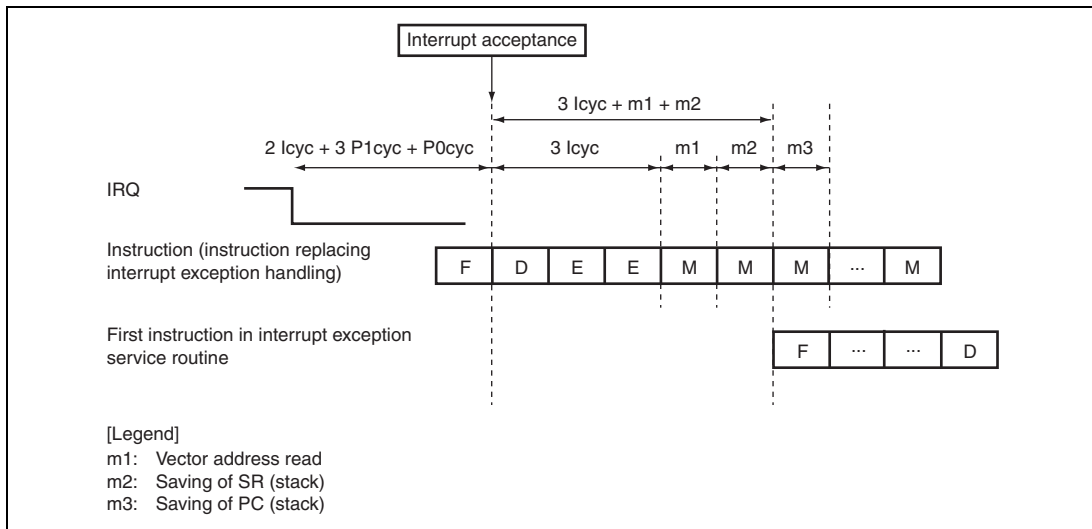 Interrupt acceptance
3 Icyc + m1 + m2
2 Icyc + 3 P1cyc + P0cyc 3 Icyc m1 m2 m3
IRQ
Instruction (instruction replacing
interrupt exception handling)
F D E E M M M ... M
First instruction in interrupt exception
service routine
F ... ... D
[Legend]
m1: Vector address read
m2: Saving of SR (stack)
m3: Saving of PC (stack)